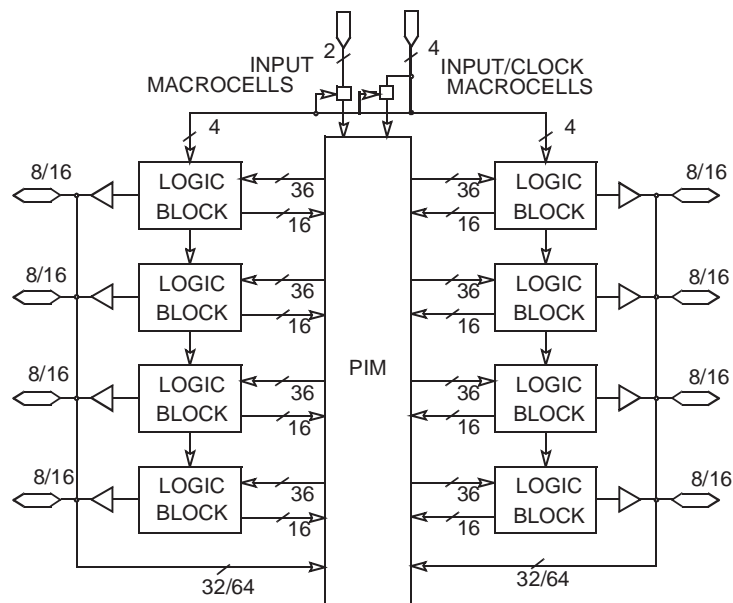 2
4
INPUT
MACROCELLS
INPUT/CLOCK
MACROCELLS
4
4
8/16
LOGIC
BLOCK
36
16
36
16
LOGIC
BLOCK
8/16
8/16
LOGIC
BLOCK
36
16
36
16
LOGIC
BLOCK
8/16
PIM
8/16
LOGIC
BLOCK
36
16
36
16
LOGIC
BLOCK
8/16
8/16
LOGIC
BLOCK
36
16
36
16
LOGIC
BLOCK
8/16
32/64
32/64